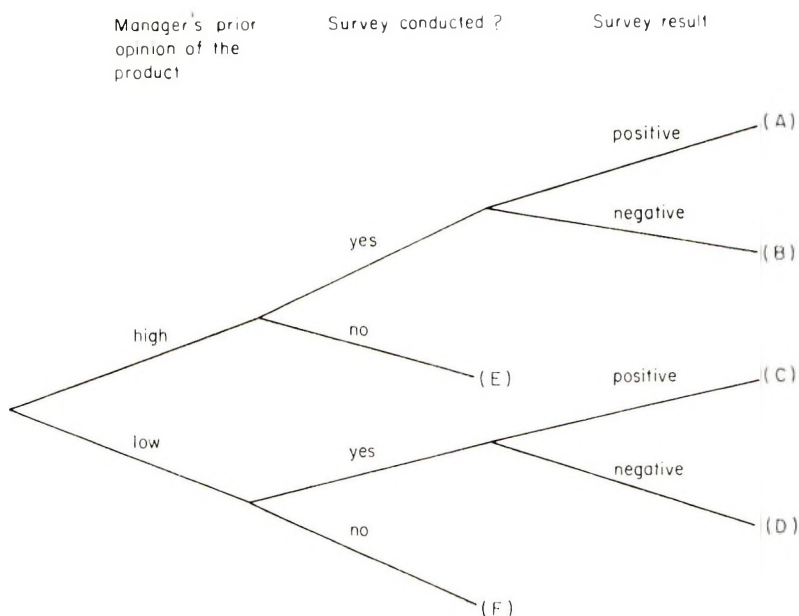 Manager's prior
opinion of the
product
Survey conducted ?
Survey result
positive
(A)
negative
(B)
yes
high
no
(E)
positive
(C)
low
yes
negative
(D)
no
(F)